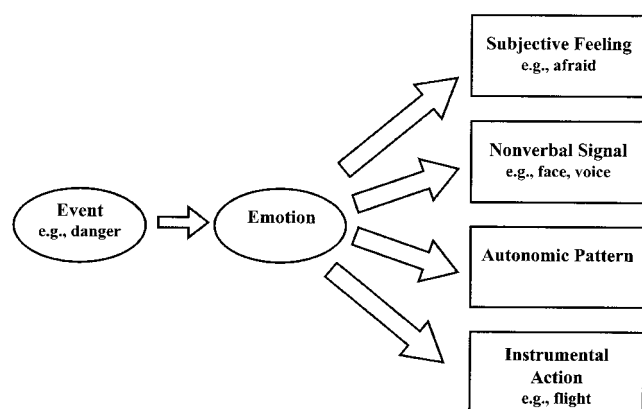 Subjective Feeling
e.g., afraid
Nonverbal Signal
e.g., face, voice
Event
e.g., danger
Emotion
Autonomic Pattern
Instrumental
Action
e.g., flight